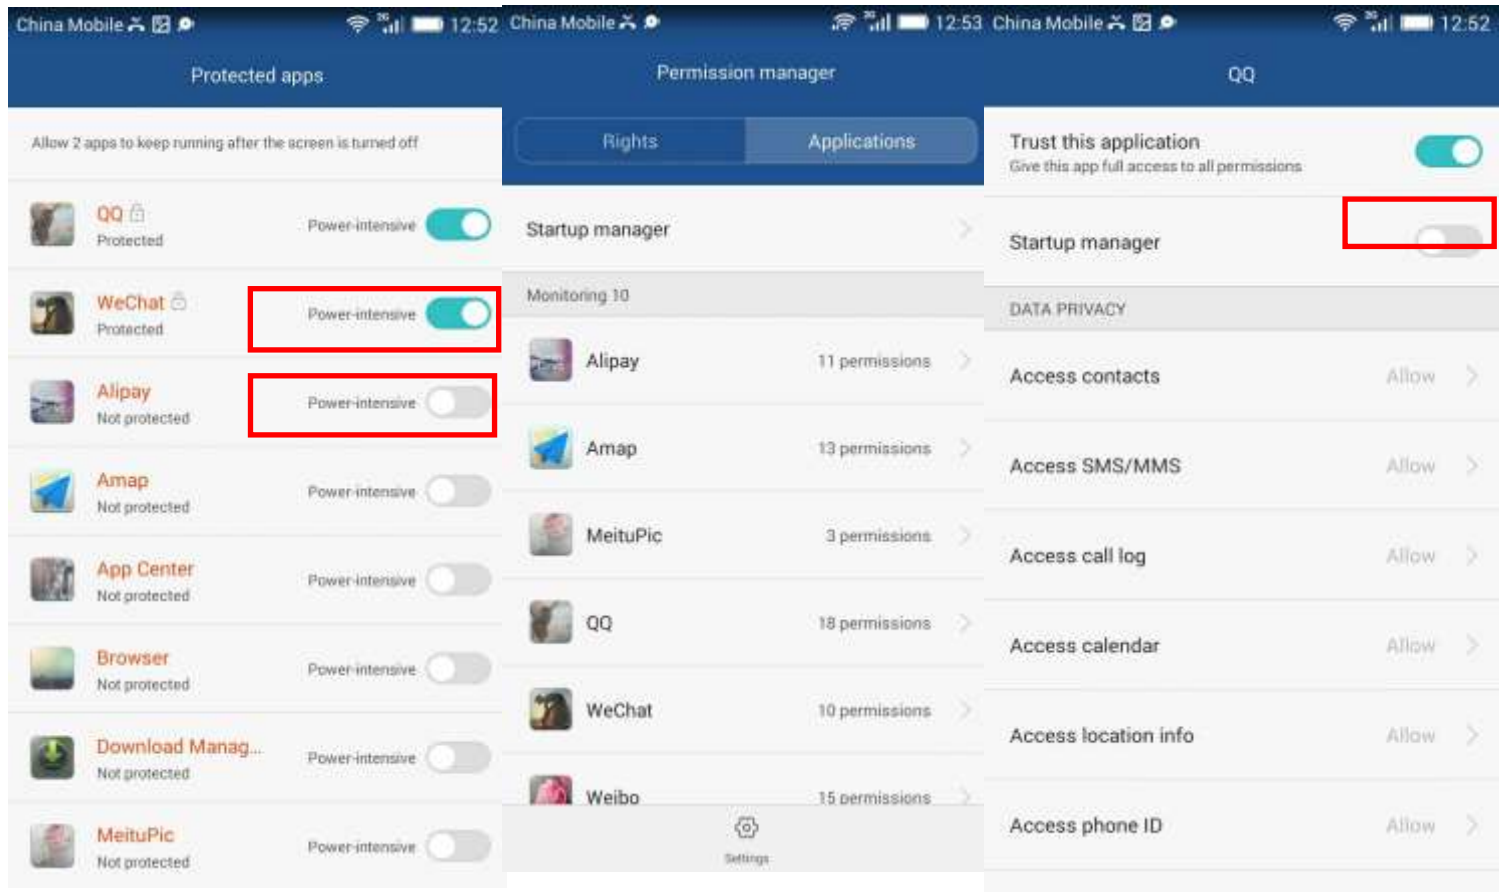 China Mobile 3G 12:52
Protected apps
Allow 2 apps to keep running after the screen is turned off
QQ Power-intensive
Protected
WeChat Power-intensive
Protected
Alipay Power-intensive
Not protected
Amap Power-intensive
Not protected
App Center Power-intensive
Not protected
Browser Power-intensive
Not protected
Download Manag... Power-intensive
Not protected
MeituPic Power-intensive
Not protected
China Mobile 3G 12:53
Permission manager
Rights Applications
Startup manager
Monitoring 10
Alipay 11 permissions
Amap 13 permissions
MeituPic 3 permissions
QQ 18 permissions
WeChat 10 permissions
Weibo 15 permissions
Settings
China Mobile 3G 12:52
QQ
Trust this application
Give this app full access to all permissions
Startup manager
DATA PRIVACY
Access contacts Allow
Access SMS/MMS Allow
Access call log Allow
Access calendar Allow
Access location info Allow
Access phone ID Allow